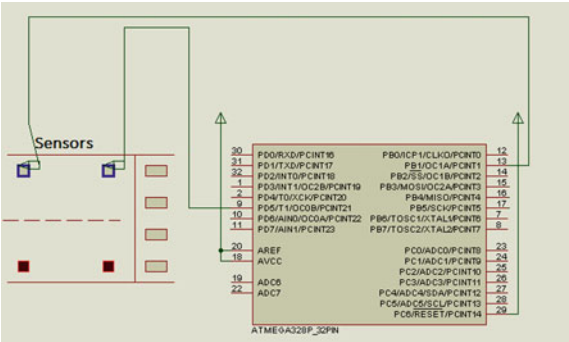 Sensors
30 PD0/RXD/PCINT16 PB0/ICP1/CLKO/PCINT0 12
31 PD1/TXD/PCINT17 PB1/OC1A/PCINT1 13
32 PD2/INT0/PCINT18 PB2/SS/OC1B/PCINT2 14
1 PD3/INT1/OC2B/PCINT19 PB3/MOSI/OC2A/PCINT3 15
2 PD4/T0/XCK/PCINT20 PB4/MISO/PCINT4 16
9 PD5/T1/OC0B/PCINT21 PB5/SCK/PCINT5 17
10 PD6/AIN0/OC0A/PCINT22 PB6/TOSC1/XTAL1/PCINT6 7
11 PD7/AIN1/PCINT23 PB7/TOSC2/XTAL2/PCINT7 8
20 AREF PC0/ADC0/PCINT8 23
18 AVCC PC1/ADC1/PCINT9 24
PC2/ADC2/PCINT10 25
19 ADC6 PC3/ADC3/PCINT11 26
22 ADC7 PC4/ADC4/SDA/PCINT12 27
PC5/ADC5/SCL/PCINT13 28
PC6/RESET/PCINT14 29
ATMEGA328P_32PIN